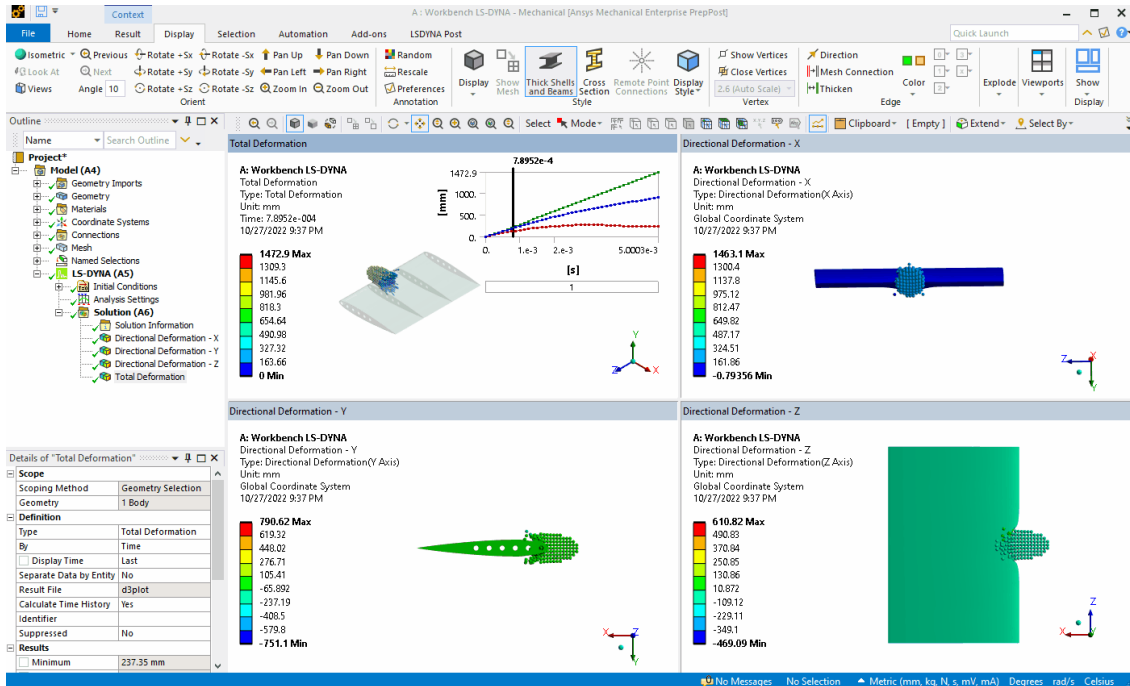 Context
A : Workbench LS-DYNA - Mechanical [Ansys Mechanical Enterprise PrepPost]
File Home Result Display Selection Automation Add-ons LSDYNA Post
Quick Launch
Isometric Previous Rotate +Sx Rotate -Sx Pan Up Pan Down
Look At Next Rotate +Sy Rotate -Sy Pan Left Pan Right
Views Angle 10 Rotate +Sz Rotate -Sz Zoom In Zoom Out
Orient
Random
Rescale
Preferences
Annotation
Display
Show Mesh
Thick Shells and Beams
Cross Section
Remote Point Connections
Display Style
Style
Show Vertices
Close Vertices
2.6 (Auto Scale)
Vertex
Direction
Mesh Connection
Thicken
Color
Edge
Explode
Viewports
Show
Display
Outline
Name Search Outline
Select Mode Clipboard [ Empty ] Extend Select By
Project*
Model (A4)
Geometry Imports
Geometry
Materials
Coordinate Systems
Connections
Mesh
Named Selections
LS-DYNA (A5)
Initial Conditions
Analysis Settings
Solution (A6)
Solution Information
Directional Deformation - X
Directional Deformation - Y
Directional Deformation - Z
Total Deformation
Details of "Total Deformation"
Scope
Scoping Method Geometry Selection
Geometry 1 Body
Definition
Type Total Deformation
By Time
Display Time Last
Separate Data by Entity No
Result File d3plot
Calculate Time History Yes
Identifier
Suppressed No
Results
Minimum 237.35 mm
Total Deformation
A: Workbench LS-DYNA
Total Deformation
Type: Total Deformation
Unit: mm
Time: 7.8952e-004
10/27/2022 9:37 PM
1472.9 Max
1309.3
1145.6
981.96
818.3
654.64
490.98
327.32
163.66
0 Min
7.8952e-4
1472.9
1000.
500.
0.
[mm]
0. 1.e-3 2.e-3 5.0003e-3
[s]
1
Y
Z X
Directional Deformation - X
A: Workbench LS-DYNA
Directional Deformation - X
Type: Directional Deformation(X Axis)
Unit: mm
Global Coordinate System
10/27/2022 9:37 PM
1463.1 Max
1300.4
1137.8
975.12
812.47
649.82
487.17
324.51
161.86
-0.79356 Min
Z X
Y
Directional Deformation - Y
A: Workbench LS-DYNA
Directional Deformation - Y
Type: Directional Deformation(Y Axis)
Unit: mm
Global Coordinate System
10/27/2022 9:37 PM
790.62 Max
619.32
448.02
276.71
105.41
-65.892
-237.19
-408.5
-579.8
-751.1 Min
X Z
Y
Directional Deformation - Z
A: Workbench LS-DYNA
Directional Deformation - Z
Type: Directional Deformation(Z Axis)
Unit: mm
Global Coordinate System
10/27/2022 9:37 PM
610.82 Max
490.83
370.84
250.85
130.86
10.872
-109.12
-229.11
-349.1
-469.09 Min
Z
X Y
No Messages No Selection Metric (mm, kg, N, s, mV, mA) Degrees rad/s Celsius